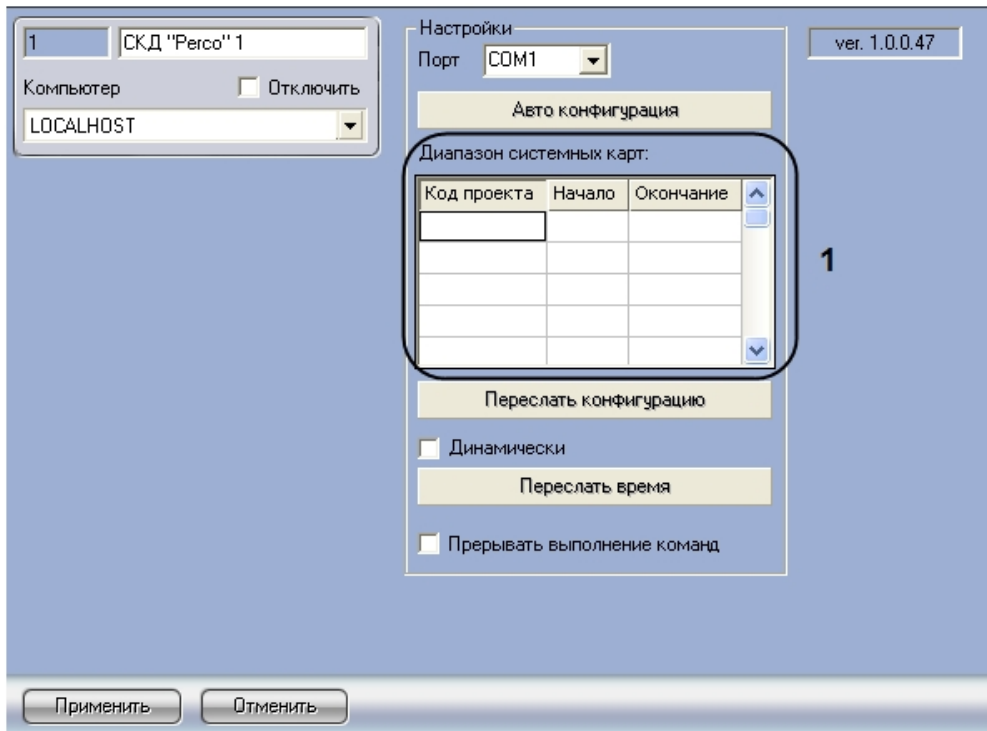 1
СКД "Perco" 1
Компьютер
Отключить
LOCALHOST
Настройки
Порт
COM1
Авто конфигурация
Диапазон системных карт:
Код проекта Начало Окончание
Переслать конфигурацию
Динамически
Переслать время
Прерывать выполнение команд
ver. 1.0.0.47
1
Применить
Отменить